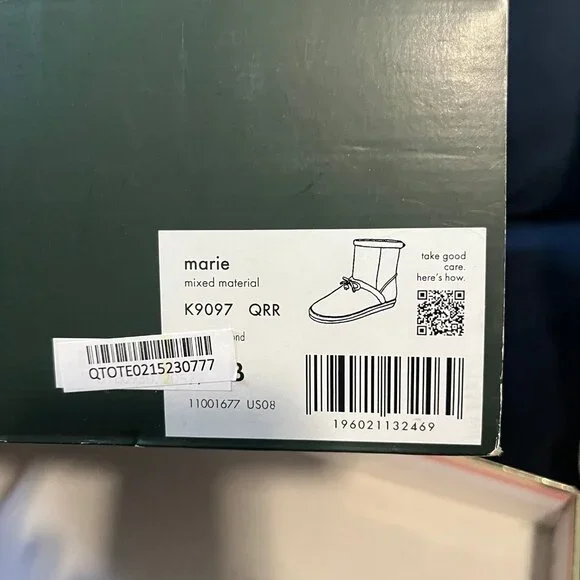 marie
mixed material
K9097 QRR
take good
care.
here's how.
QTOTE0215230777
11001677 US08
196021132469